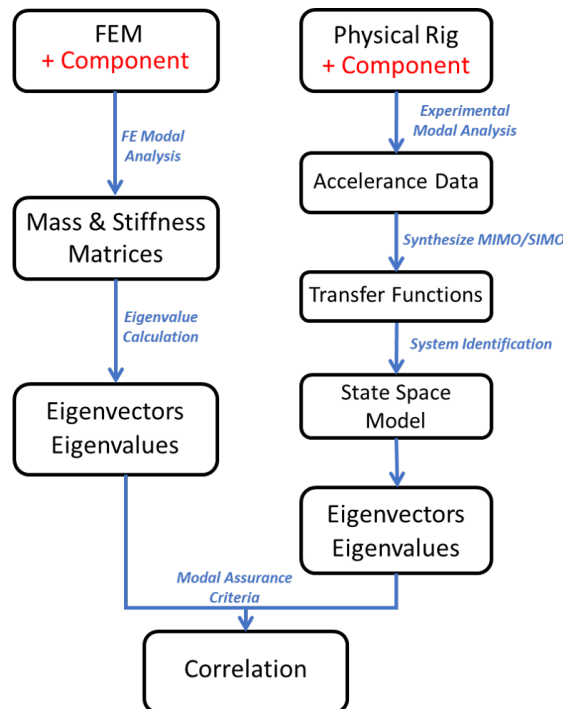 FEM
+ Component
FE Modal
Analysis
Mass & Stiffness
Matrices
Eigenvalue
Calculation
Eigenvectors
Eigenvalues
Physical Rig
+ Component
Experimental
Modal Analysis
Accelerance Data
Synthesize MIMO/SIMO
Transfer Functions
System Identification
State Space
Model
Eigenvectors
Eigenvalues
Modal Assurance
Criteria
Correlation